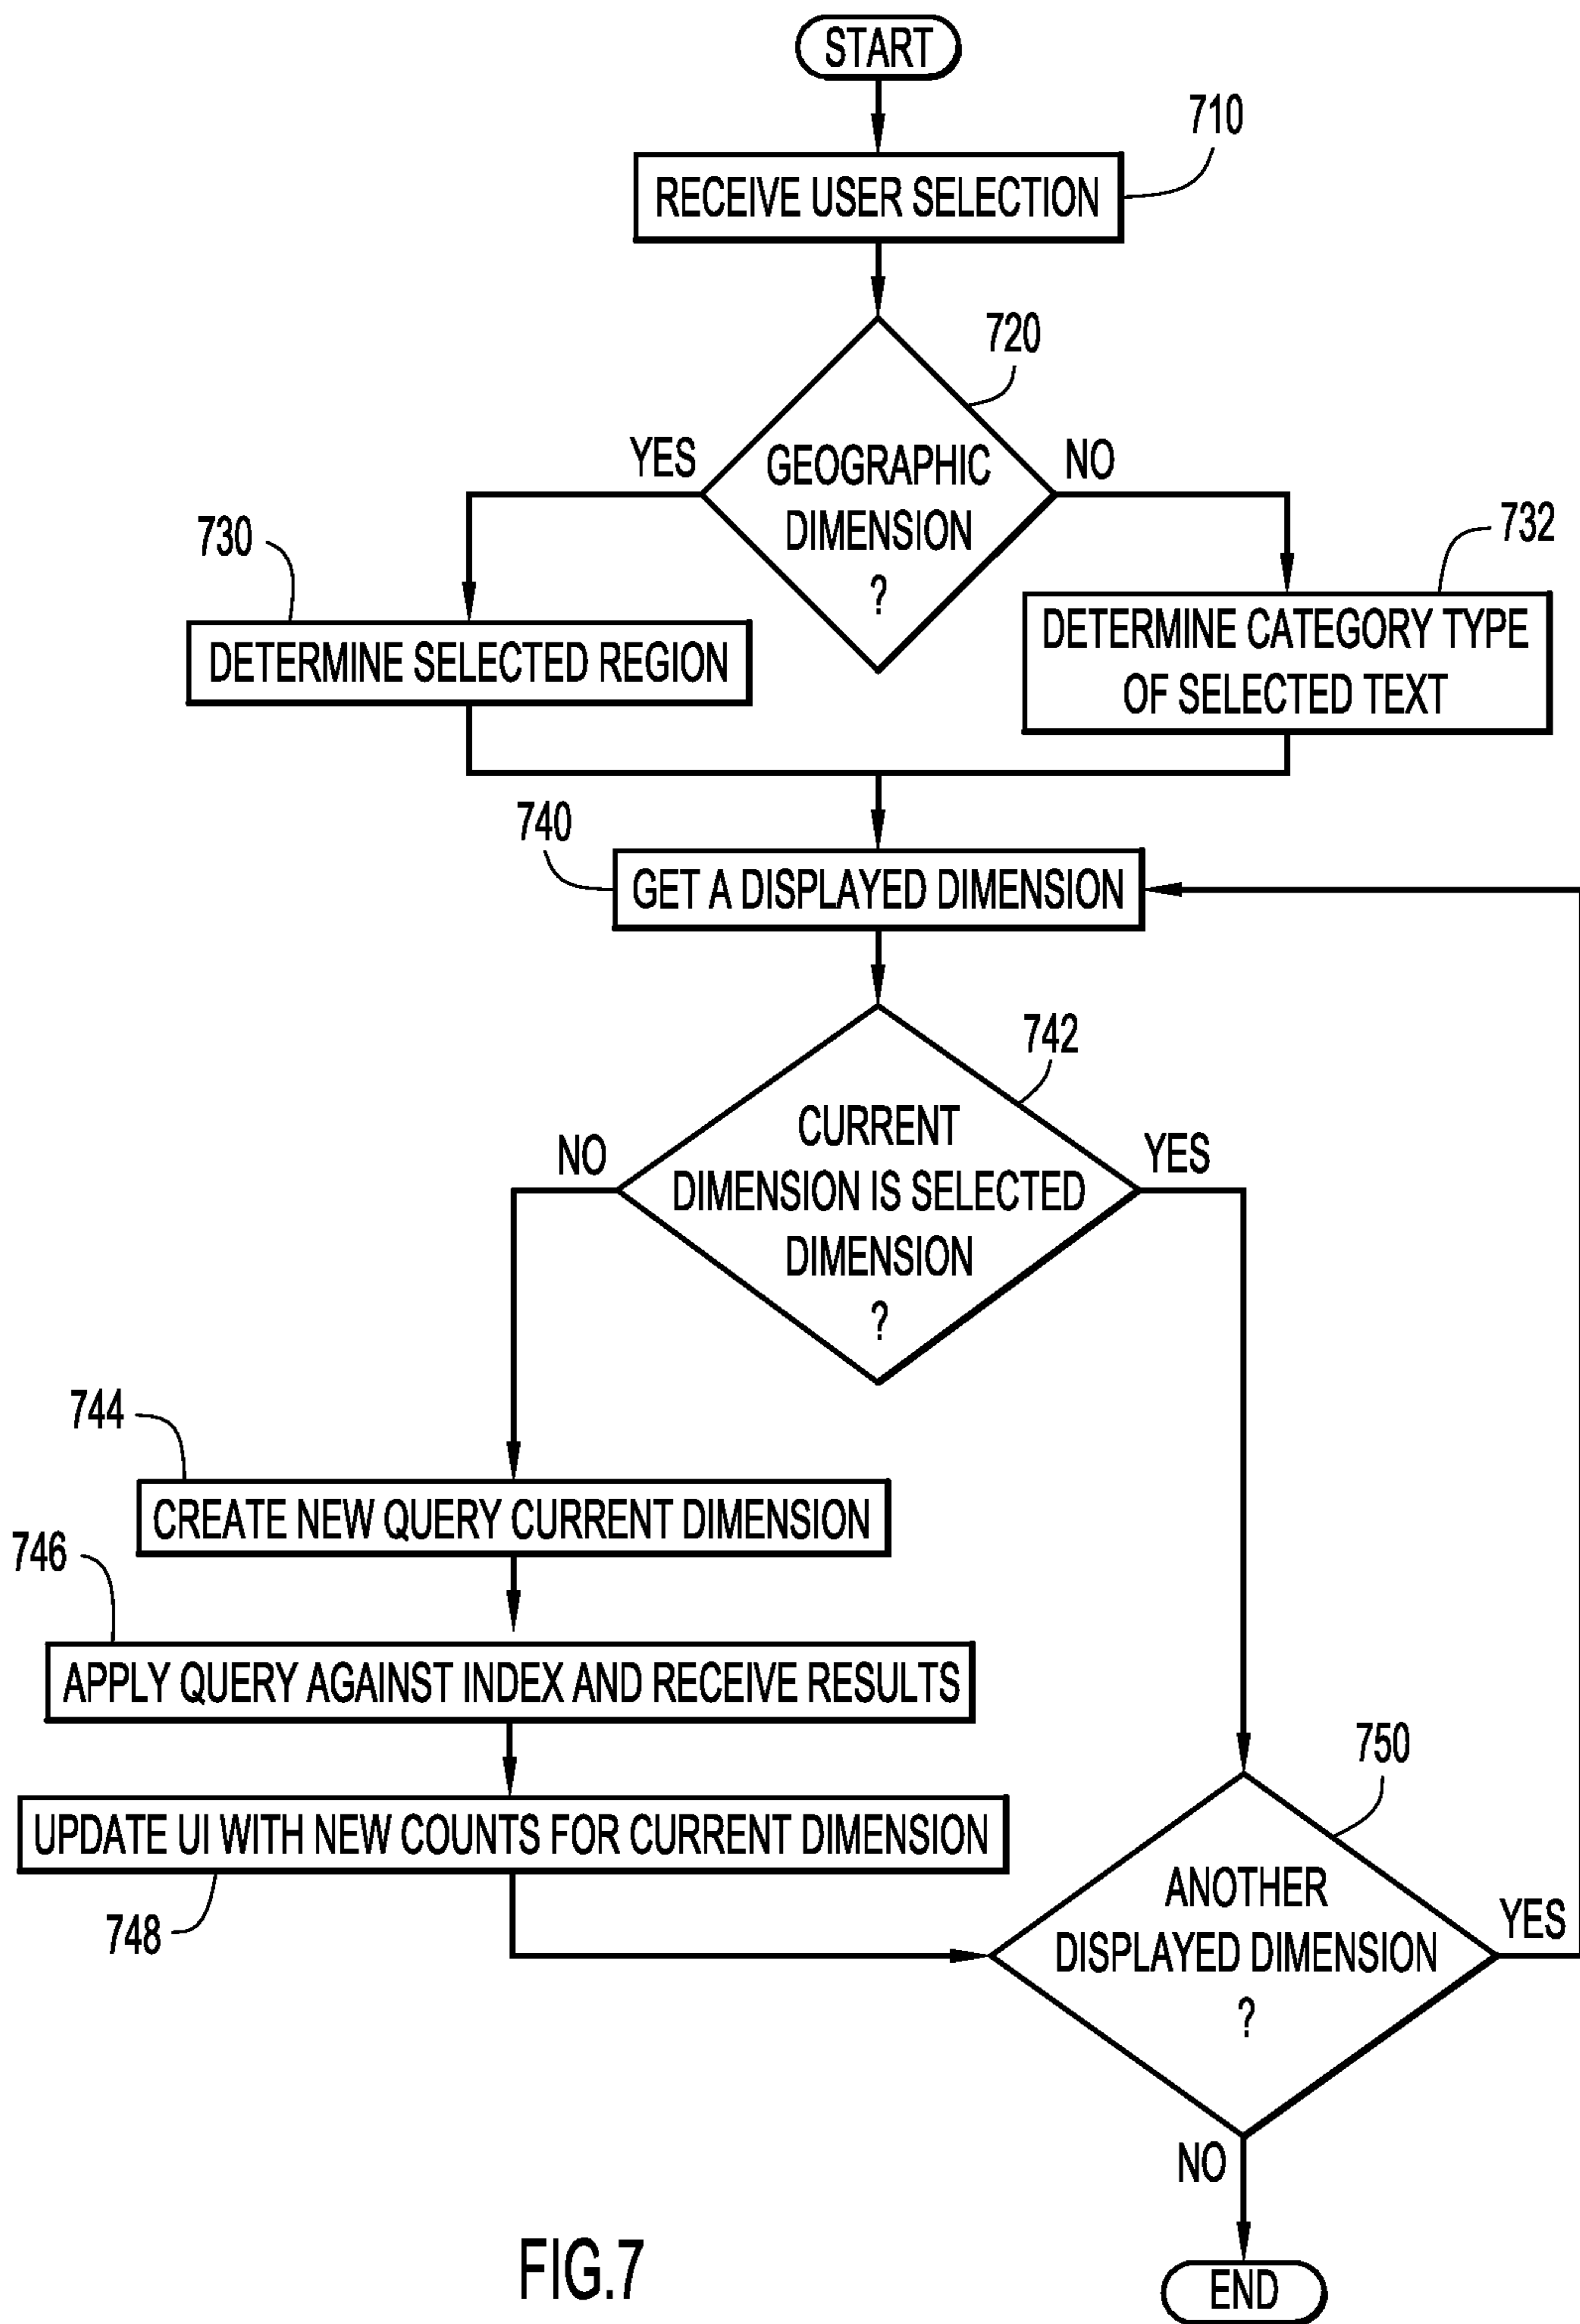 START
710
RECEIVE USER SELECTION
720
YES
GEOGRAPHIC
DIMENSION
?
NO
730
732
DETERMINE SELECTED REGION
DETERMINE CATEGORY TYPE
OF SELECTED TEXT
740
GET A DISPLAYED DIMENSION
742
NO
CURRENT
DIMENSION IS SELECTED
DIMENSION
?
YES
744
CREATE NEW QUERY CURRENT DIMENSION
746
APPLY QUERY AGAINST INDEX AND RECEIVE RESULTS
750
UPDATE UI WITH NEW COUNTS FOR CURRENT DIMENSION
748
ANOTHER
DISPLAYED DIMENSION
?
YES
NO
FIG.7
END